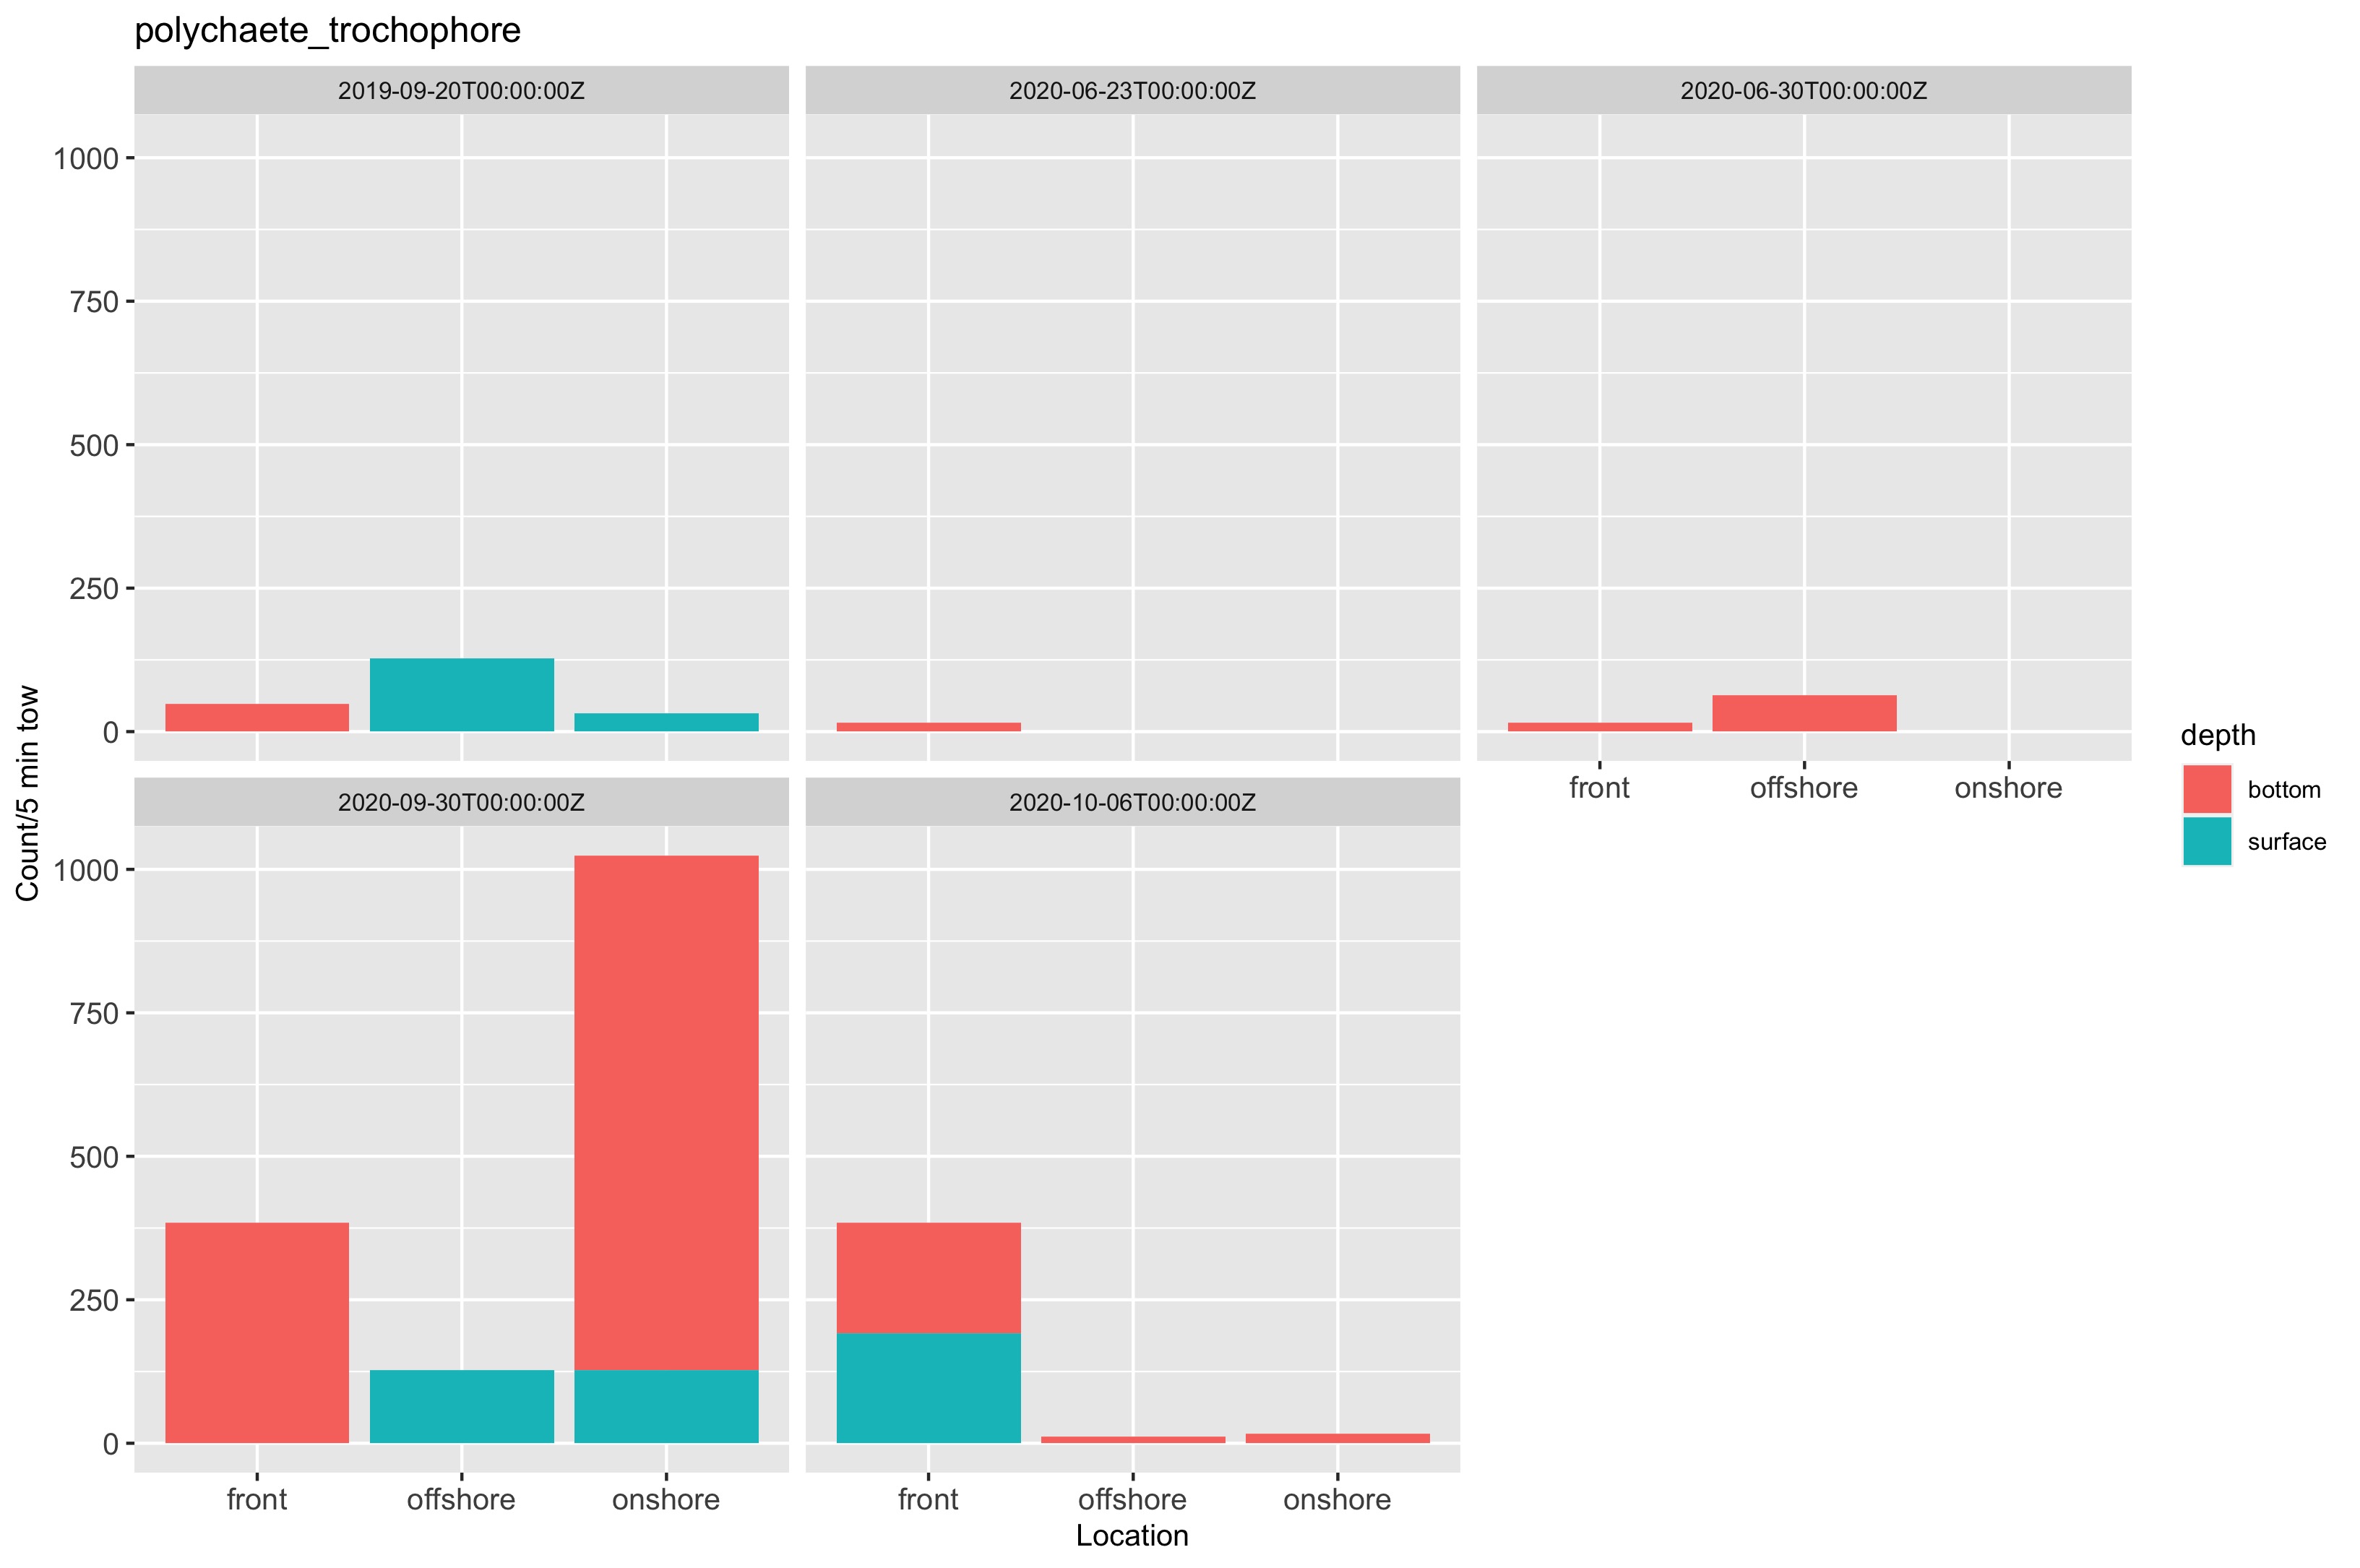 polychaete_trochophore
2019-09-20T00:00:00Z
2020-06-23T00:00:00Z
2020-06-30T00:00:00Z
1000
750
500
250
0
front offshore onshore
2020-09-30T00:00:00Z
2020-10-06T00:00:00Z
1000
750
500
250
0
front offshore onshore
front offshore onshore
Location
Count/5 min tow
depth
bottom
surface